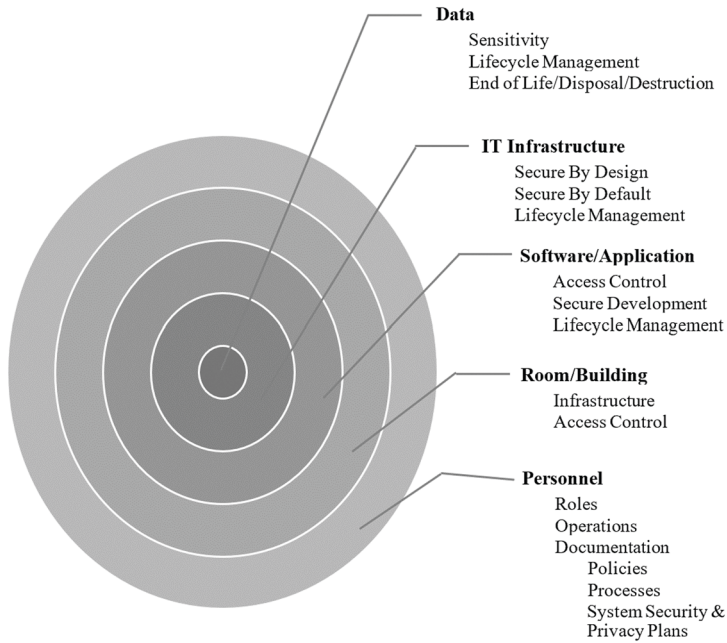 Data
Sensitivity
Lifecycle Management
End of Life/Disposal/Destruction
IT Infrastructure
Secure By Design
Secure By Default
Lifecycle Management
Software/Application
Access Control
Secure Development
Lifecycle Management
Room/Building
Infrastructure
Access Control
Personnel
Roles
Operations
Documentation
Policies
Processes
System Security &
Privacy Plans